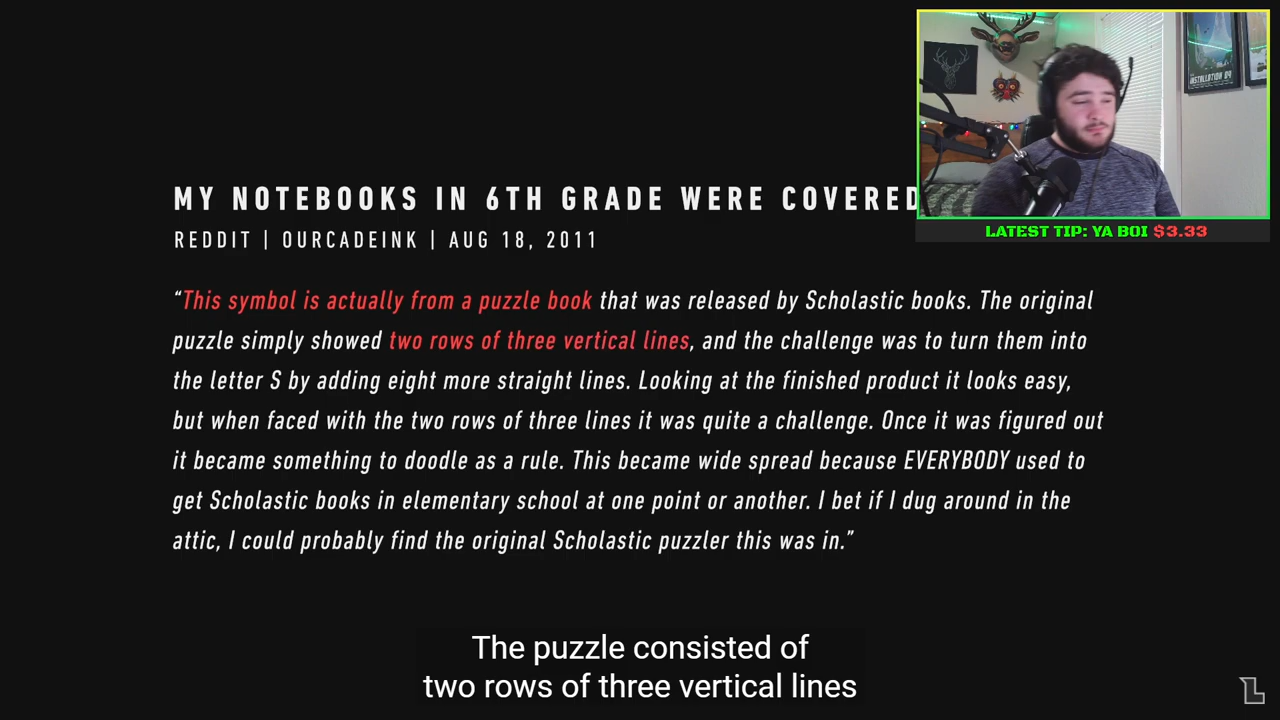 INSTALLATION 04
LATEST TIP: YA BOI $3.33
MY NOTEBOOKS IN 6TH GRADE WERE COVERED
REDDIT | OURCADEINK | AUG 18, 2011
“This symbol is actually from a puzzle book that was released by Scholastic books. The original
puzzle simply showed two rows of three vertical lines, and the challenge was to turn them into
the letter S by adding eight more straight lines. Looking at the finished product it looks easy,
but when faced with the two rows of three lines it was quite a challenge. Once it was figured out
it became something to doodle as a rule. This became wide spread because EVERYBODY used to
get Scholastic books in elementary school at one point or another. I bet if I dug around in the
attic, I could probably find the original Scholastic puzzler this was in.”
The puzzle consisted of
two rows of three vertical lines